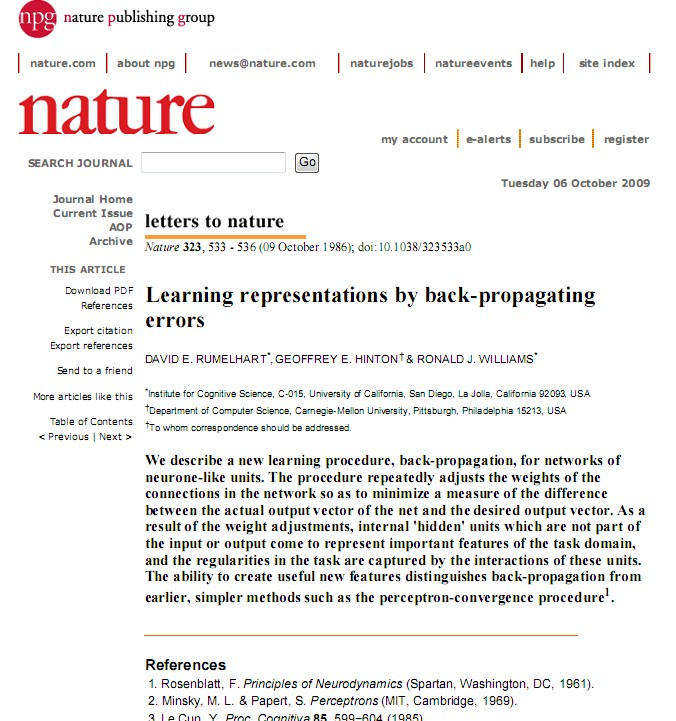 npg nature publishing group
nature.com about npg news@nature.com naturejobs natureevents help site index
nature
my account e-alerts subscribe register
SEARCH JOURNAL Go
Tuesday 06 October 2009
Journal Home
Current Issue
AOP
Archive
THIS ARTICLE
Download PDF
References
Export citation
Export references
Send to a friend
More articles like this
Table of Contents
< Previous | Next >
letters to nature
Nature 323, 533 - 536 (09 October 1986); doi:10.1038/323533a0
Learning representations by back-propagating
errors
DAVID E. RUMELHART*, GEOFFREY E. HINTON† & RONALD J. WILLIAMS*
*Institute for Cognitive Science, C-015, University of California, San Diego, La Jolla, California 92093, USA
†Department of Computer Science, Carnegie-Mellon University, Pittsburgh, Philadelphia 15213, USA
†To whom correspondence should be addressed.
We describe a new learning procedure, back-propagation, for networks of
neurone-like units. The procedure repeatedly adjusts the weights of the
connections in the network so as to minimize a measure of the difference
between the actual output vector of the net and the desired output vector. As a
result of the weight adjustments, internal 'hidden' units which are not part of
the input or output come to represent important features of the task domain,
and the regularities in the task are captured by the interactions of these units.
The ability to create useful new features distinguishes back-propagation from
earlier, simpler methods such as the perceptron-convergence procedure1.
References
1. Rosenblatt, F. Principles of Neurodynamics (Spartan, Washington, DC, 1961).
2. Minsky, M. L. & Papert, S. Perceptrons (MIT, Cambridge, 1969).
3. Le Cun, Y. Proc. Cognitiva 85, 599–604 (1985).